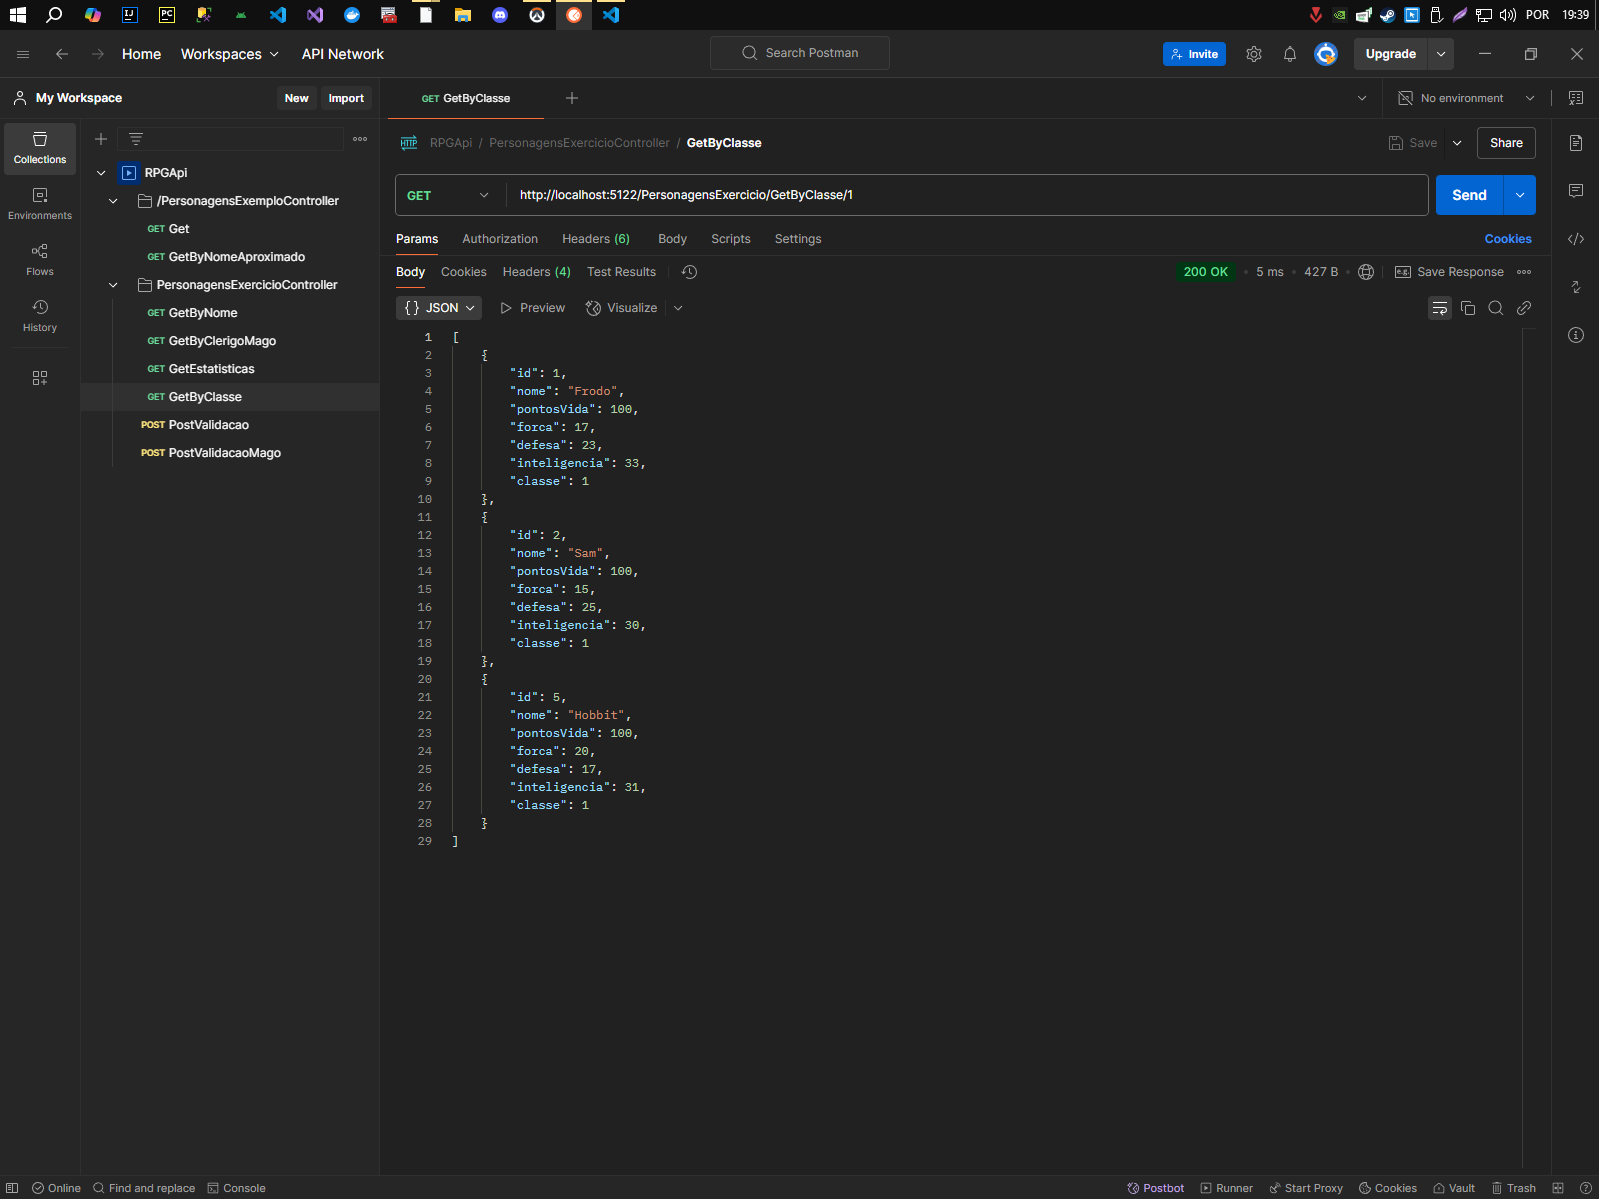 POR 19:39
Home Workspaces API Network
Search Postman
Invite
Upgrade
My Workspace
New Import
GET GetByClasse
No environment
Collections
Environments
Flows
History
RPGApi
/PersonagensExemploController
GET Get
GET GetByNomeAproximado
PersonagensExercicioController
GET GetByNome
GET GetByClerigoMago
GET GetEstatisticas
GET GetByClasse
POST PostValidacao
POST PostValidacaoMago
HTTP RPGApi / PersonagensExercicioController / GetByClasse
Save Share
GET http://localhost:5122/PersonagensExercicio/GetByClasse/1 Send
Params Authorization Headers (6) Body Scripts Settings Cookies
Body Cookies Headers (4) Test Results 200 OK 5 ms 427 B e.g. Save Response
{} JSON Preview Visualize
1 [
2 {
3 "id": 1,
4 "nome": "Frodo",
5 "pontosVida": 100,
6 "forca": 17,
7 "defesa": 23,
8 "inteligencia": 33,
9 "classe": 1
10 },
11 {
12 "id": 2,
13 "nome": "Sam",
14 "pontosVida": 100,
15 "forca": 15,
16 "defesa": 25,
17 "inteligencia": 30,
18 "classe": 1
19 },
20 {
21 "id": 5,
22 "nome": "Hobbit",
23 "pontosVida": 100,
24 "forca": 20,
25 "defesa": 17,
26 "inteligencia": 31,
27 "classe": 1
28 }
29 ]
Online Find and replace Console
Postbot Runner Start Proxy Cookies Vault Trash